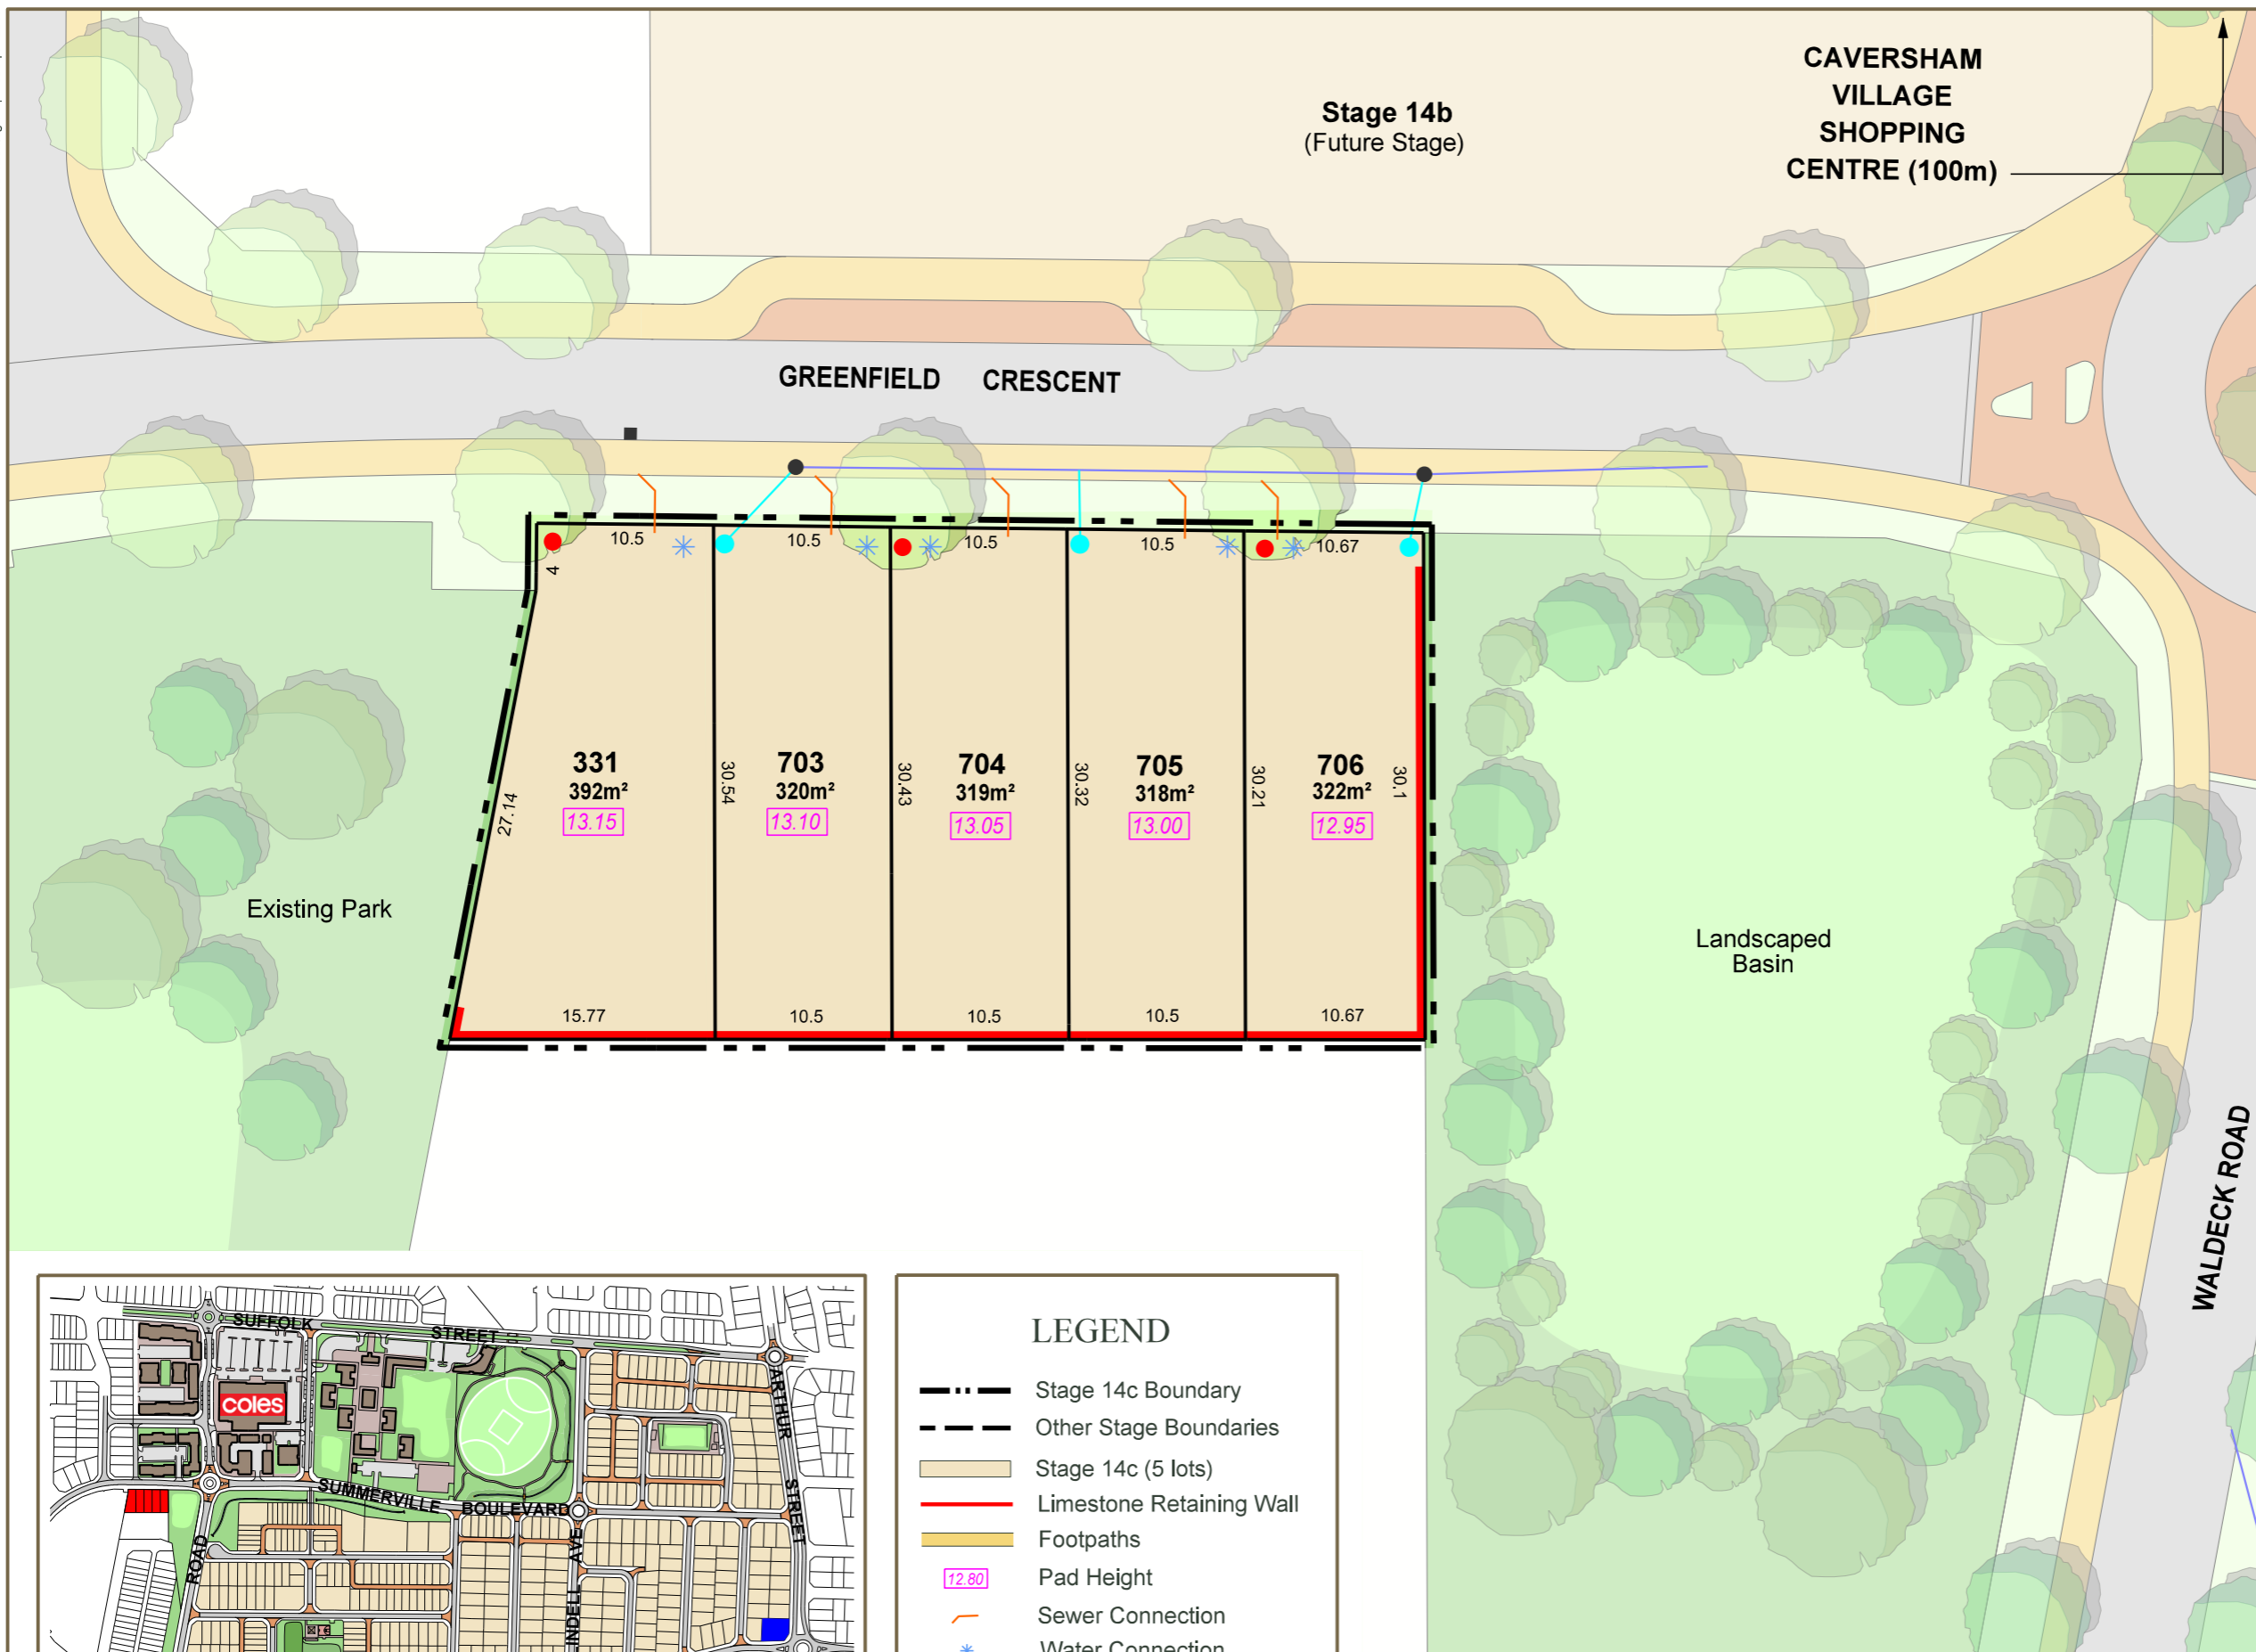 CAVERSHAM
VILLAGE
SHOPPING
CENTRE (100m)
Stage 14b
(Future Stage)
GREENFIELD CRESCENT
10.5
10.5
10.5
10.5
10.67
4
331
392m²
13.15
703
320m²
13.10
704
319m²
13.05
705
318m²
13.00
706
322m²
12.95
27.14
30.54
30.43
30.32
30.21
30.1
15.77
10.5
10.5
10.5
10.67
Existing Park
Landscaped
Basin
WALDECK ROAD
SUFFOLK STREET
coles
ARTHUR STREET
SUMMERVILLE BOULEVARD
ROAD
INDELL AVE
LEGEND
Stage 14c Boundary
Other Stage Boundaries
Stage 14c (5 lots)
Limestone Retaining Wall
Footpaths
12.80 Pad Height
Sewer Connection
Water Connection